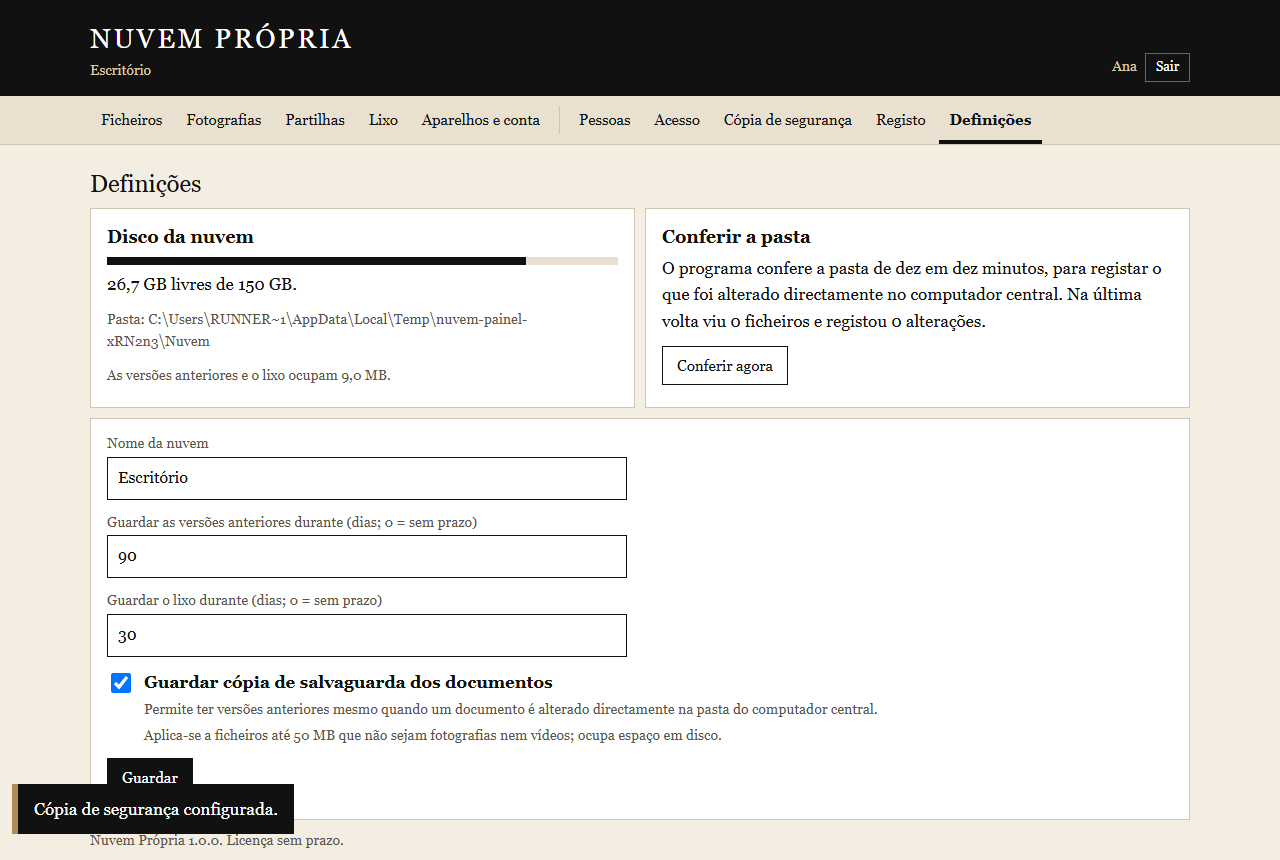 NUVEM PRÓPRIA
Escritório
Ana
Sair
Ficheiros
Fotografias
Partilhas
Lixo
Aparelhos e conta
Pessoas
Acesso
Cópia de segurança
Registo
Definições
Definições
Disco da nuvem
26,7 GB livres de 150 GB.
Pasta: C:\Users\RUNNER~1\AppData\Local\Temp\nuvem-painel-
xRN2n3\Nuvem
As versões anteriores e o lixo ocupam 9,0 MB.
Conferir a pasta
O programa confere a pasta de dez em dez minutos, para registar o
que foi alterado directamente no computador central. Na última
volta viu 0 ficheiros e registou 0 alterações.
Conferir agora
Nome da nuvem
Escritório
Guardar as versões anteriores durante (dias; 0 = sem prazo)
90
Guardar o lixo durante (dias; 0 = sem prazo)
30
Guardar cópia de salvaguarda dos documentos
Permite ter versões anteriores mesmo quando um documento é alterado directamente na pasta do computador central.
Aplica-se a ficheiros até 50 MB que não sejam fotografias nem vídeos; ocupa espaço em disco.
Guardar
Cópia de segurança configurada.
Nuvem Própria 1.0.0. Licença sem prazo.